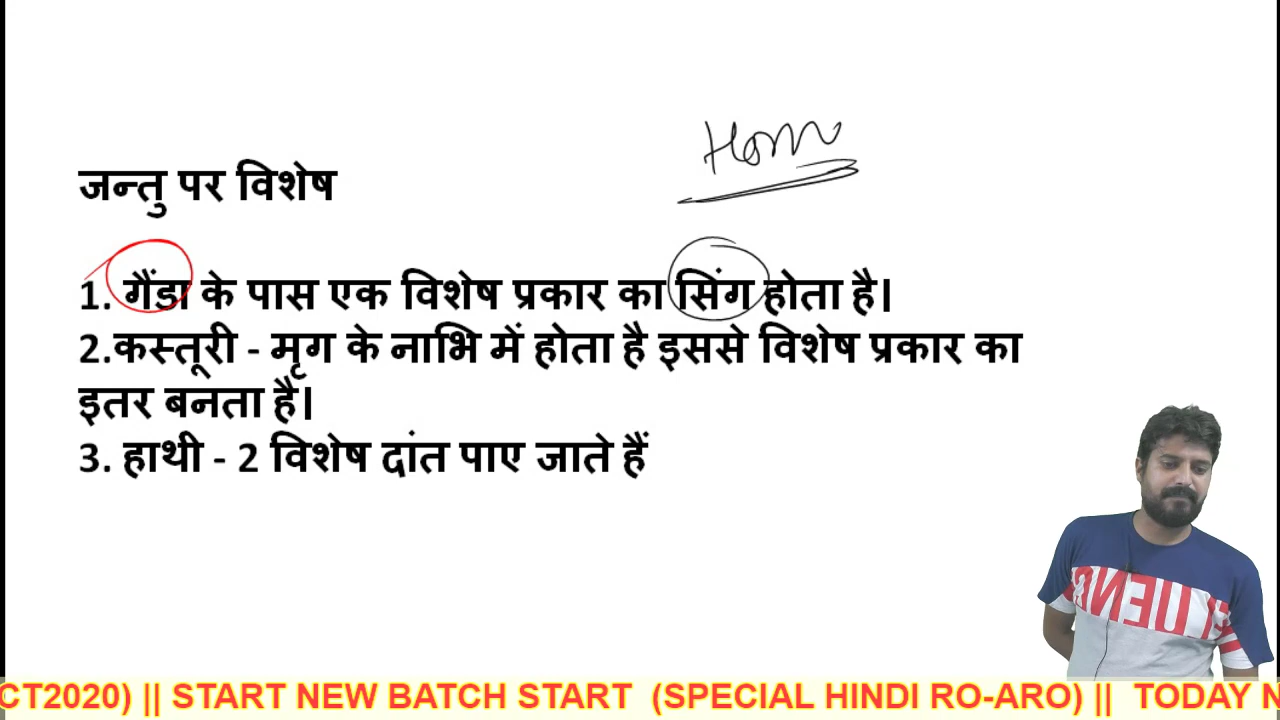 Horn
जन्तु पर विशेष
1. गैंडा के पास एक विशेष प्रकार का सिंग होता है।
2.कस्तूरी - मृग के नाभि में होता है इससे विशेष प्रकार का
इतर बनता है।
3. हाथी - 2 विशेष दांत पाए जाते हैं
CT2020) || START NEW BATCH START (SPECIAL HINDI RO-ARO) || TODAY N